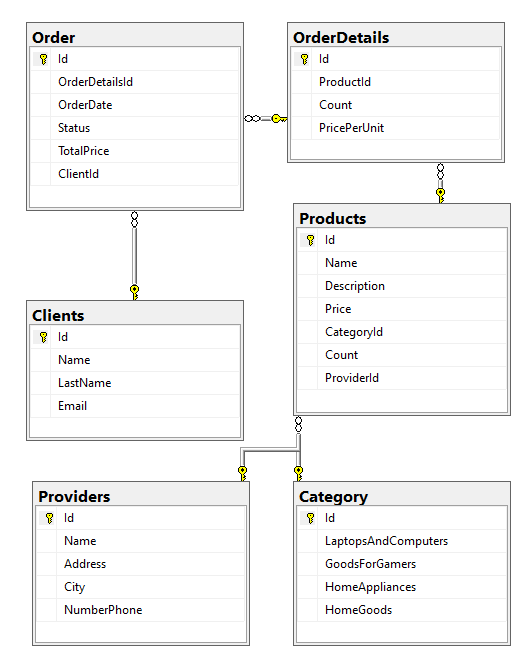 Order
Id
OrderDetailsId
OrderDate
Status
TotalPrice
ClientId
OrderDetails
Id
ProductId
Count
PricePerUnit
Products
Id
Name
Description
Price
CategoryId
Count
ProviderId
Clients
Id
Name
LastName
Email
Providers
Id
Name
Address
City
NumberPhone
Category
Id
LaptopsAndComputers
GoodsForGamers
HomeAppliances
HomeGoods